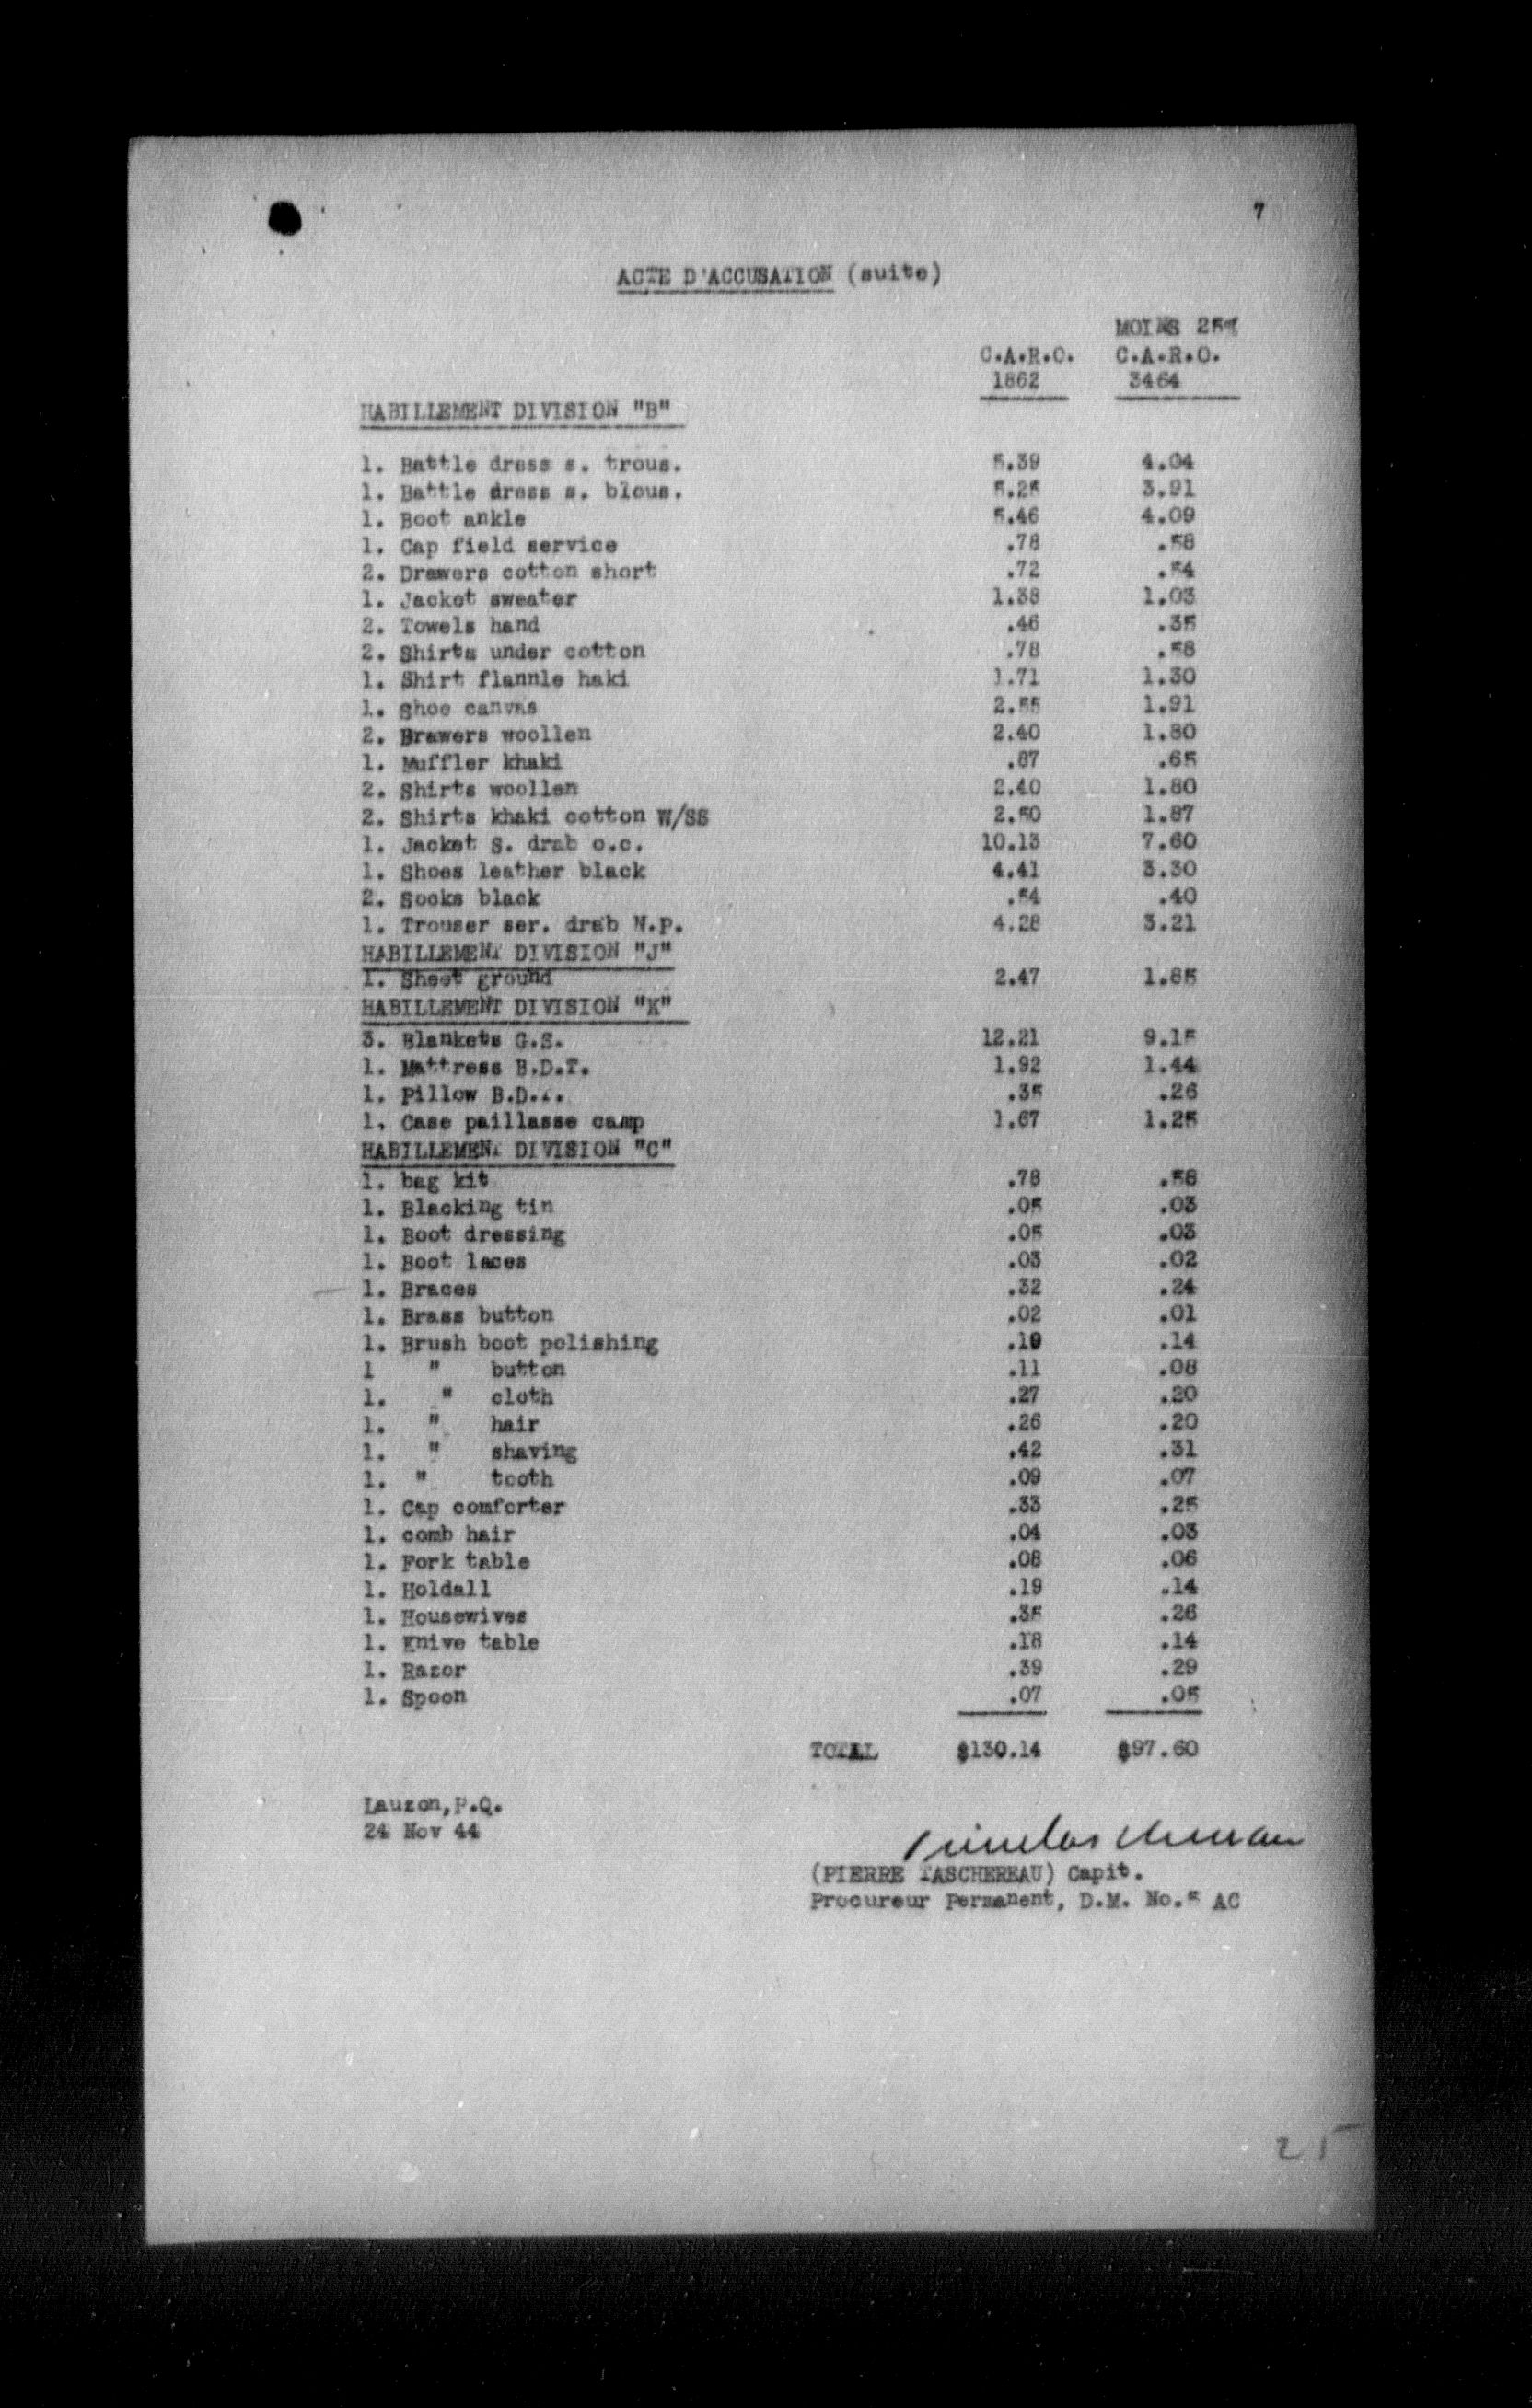 7
ACTE D'ACCUSATION (suite)
MOINS 25%
C.A.R.O. C.A.R.O.
1862 3464
HABILLEMENT DIVISION "B"
1. Battle dress s. trous. 5.39 4.04
1. Battle dress s. blous. 5.25 3.91
1. Boot ankle 5.46 4.09
1. Cap field service .78 .58
2. Drawers cotton short .72 .54
1. Jacket sweater 1.38 1.03
2. Towels hand .46 .35
2. Shirts under cotton .78 .58
1. Shirt flannle haki 1.71 1.30
1. Shoe canvas 2.55 1.91
2. Drawers woollen 2.40 1.80
1. Muffler khaki .87 .65
2. Shirts woollen 2.40 1.80
2. Shirts khaki cotton W/SS 2.50 1.87
1. Jacket S. drab o.c. 10.13 7.60
1. Shoes leather black 4.41 3.30
2. Socks black .54 .40
1. Trouser ser. drab N.P. 4.28 3.21
HABILLEMENT DIVISION "J"
1. Sheet ground 2.47 1.85
HABILLEMENT DIVISION "K"
3. Blankets G.S. 12.21 9.15
1. Mattress B.D.T. 1.92 1.44
1. Pillow B.D... .35 .26
1. Case paillasse camp 1.67 1.25
HABILLEMENT DIVISION "C"
1. bag kit .78 .58
1. Blacking tin .05 .03
1. Boot dressing .05 .03
1. Boot laces .03 .02
1. Braces .32 .24
1. Brass button .02 .01
1. Brush boot polishing .19 .14
1 " button .11 .08
1. " cloth .27 .20
1. " hair .26 .20
1. " shaving .42 .31
1. " tooth .09 .07
1. Cap comforter .33 .25
1. comb hair .04 .03
1. Fork table .08 .06
1. Holdall .19 .14
1. Housewives .35 .26
1. Knive table .18 .14
1. Razor .39 .29
1. Spoon .07 .05
TOTAL $130.14 $97.60
Lauzon, P.Q.
24 Nov 44
(PIERRE TASCHEREAU) Capit.
Procureur Permanent, D.M. No.5 AC
25